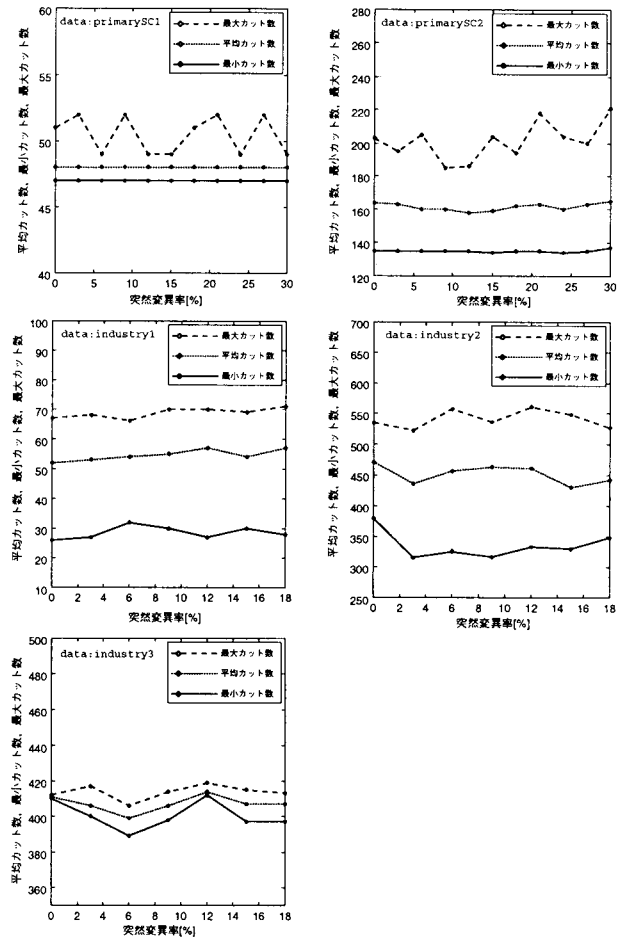 data:primarySC1
最大カット数
平均カット数
最小カット数
平均カット数、最小カット数、最大カット数
60
55
50
45
40
0 5 10 15 20 25 30
突然変異率[%]
data:primarySC2
最大カット数
平均カット数
最小カット数
平均カット数、最小カット数、最大カット数
280
260
240
220
200
180
160
140
120
0 5 10 15 20 25 30
突然変異率[%]
data:industry1
最大カット数
平均カット数
最小カット数
平均カット数、最小カット数、最大カット数
100
90
80
70
60
50
40
30
20
10
0 2 4 6 8 10 12 14 16 18
突然変異率[%]
data:industry2
最大カット数
平均カット数
最小カット数
平均カット数、最小カット数、最大カット数
700
650
600
550
500
450
400
350
300
250
0 2 4 6 8 10 12 14 16 18
突然変異率[%]
data:industry3
最大カット数
平均カット数
最小カット数
平均カット数、最小カット数、最大カット数
500
480
460
440
420
400
380
360
350
0 2 4 6 8 10 12 14 16 18
突然変異率[%]